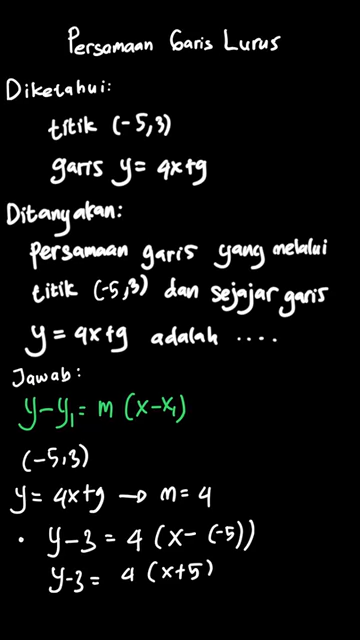 Persamaan Garis Lurus
Diketahui:
titik (-5,3)
garis y = 4x+9
Ditanyakan:
persamaan garis yang melalui
titik (-5,3) dan sejajar garis
y = 4x+9 adalah ....
Jawab:
y-y₁ = m (x-x₁)
(-5,3)
y = 4x+9 → m = 4
• y-3 = 4 (x-(-5))
y-3 = 4 (x+5)